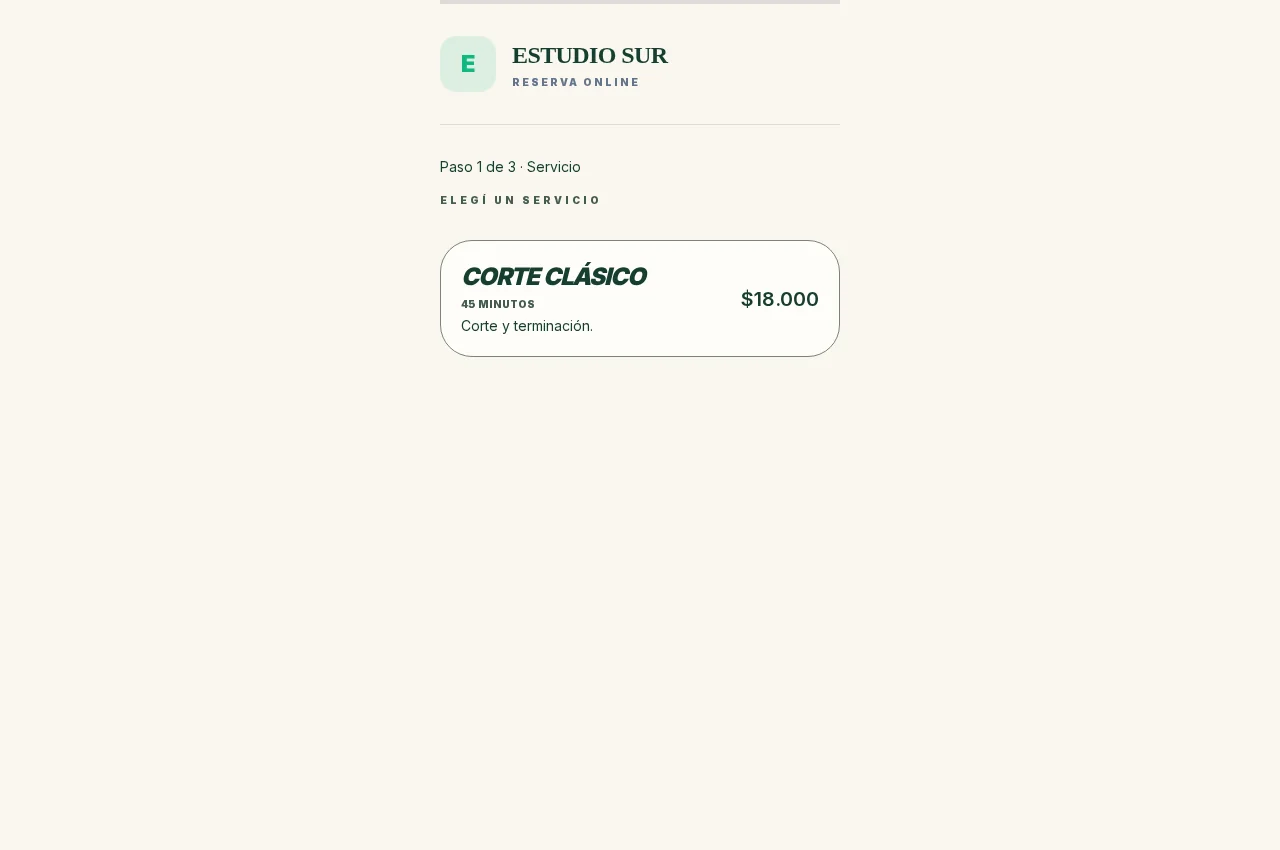 E
ESTUDIO SUR
RESERVA ONLINE
Paso 1 de 3 · Servicio
ELEGÍ UN SERVICIO
CORTE CLÁSICO
45 MINUTOS
$18.000
Corte y terminación.